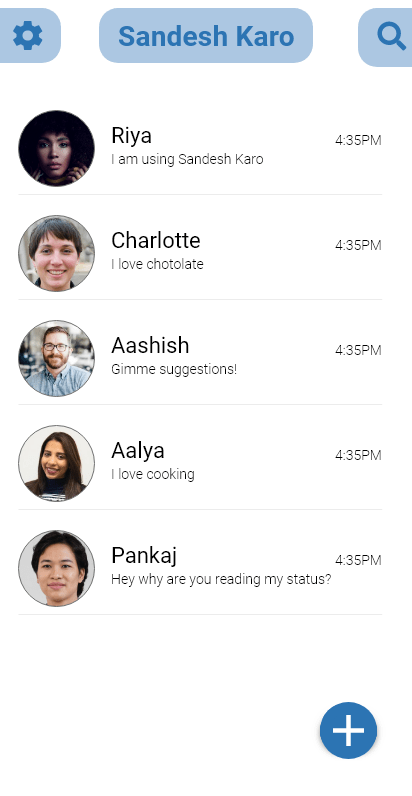 Sandesh Karo
Riya
4:35PM
I am using Sandesh Karo
Charlotte
4:35PM
I love chotolate
Aashish
4:35PM
Gimme suggestions!
Aalya
4:35PM
I love cooking
Pankaj
4:35PM
Hey why are you reading my status?